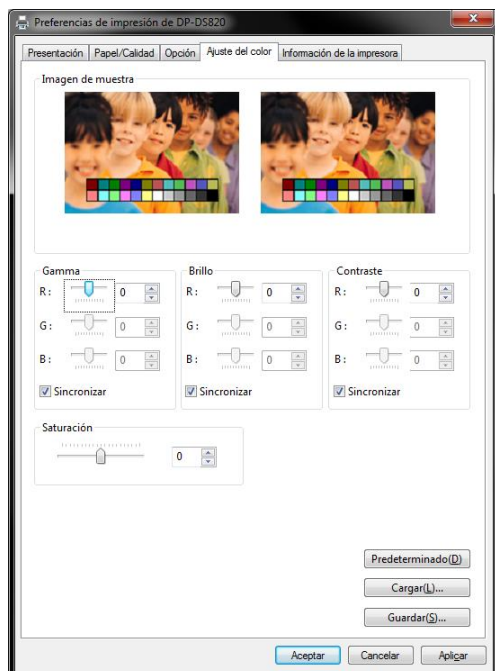 Preferencias de impresión de DP-DS820
Presentación Papel/Calidad Opción Ajuste del color Información de la impresora
Imagen de muestra
Gamma Brillo Contraste
R: 0 R: 0 R: 0
G: 0 G: 0 G: 0
B: 0 B: 0 B: 0
Sincronizar Sincronizar Sincronizar
Saturación
0
Predeterminado(D)
Cargar(L)...
Guardar(S)...
Aceptar Cancelar Aplicar